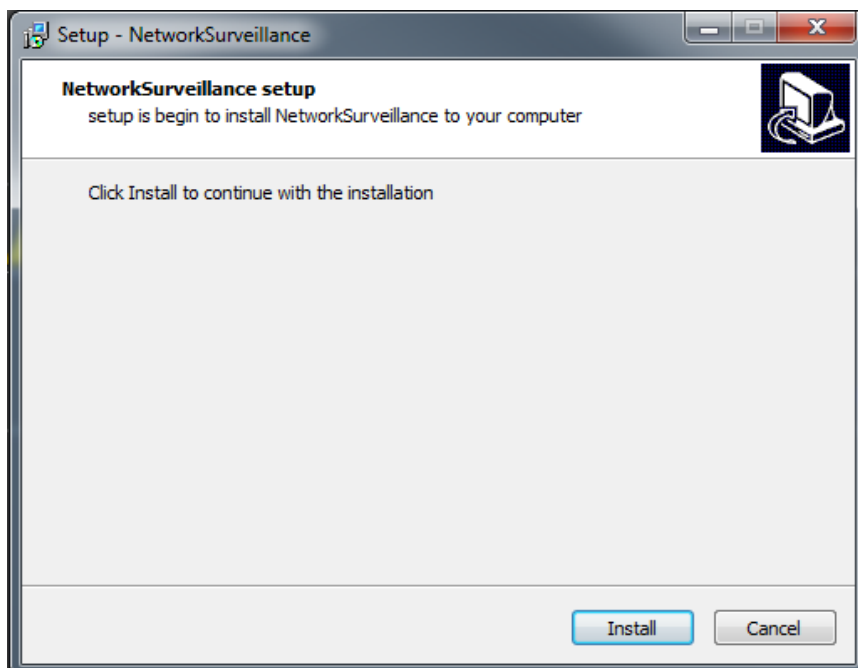 Setup - NetworkSurveillance
NetworkSurveillance setup
setup is begin to install NetworkSurveillance to your computer
Click Install to continue with the installation
Install
Cancel